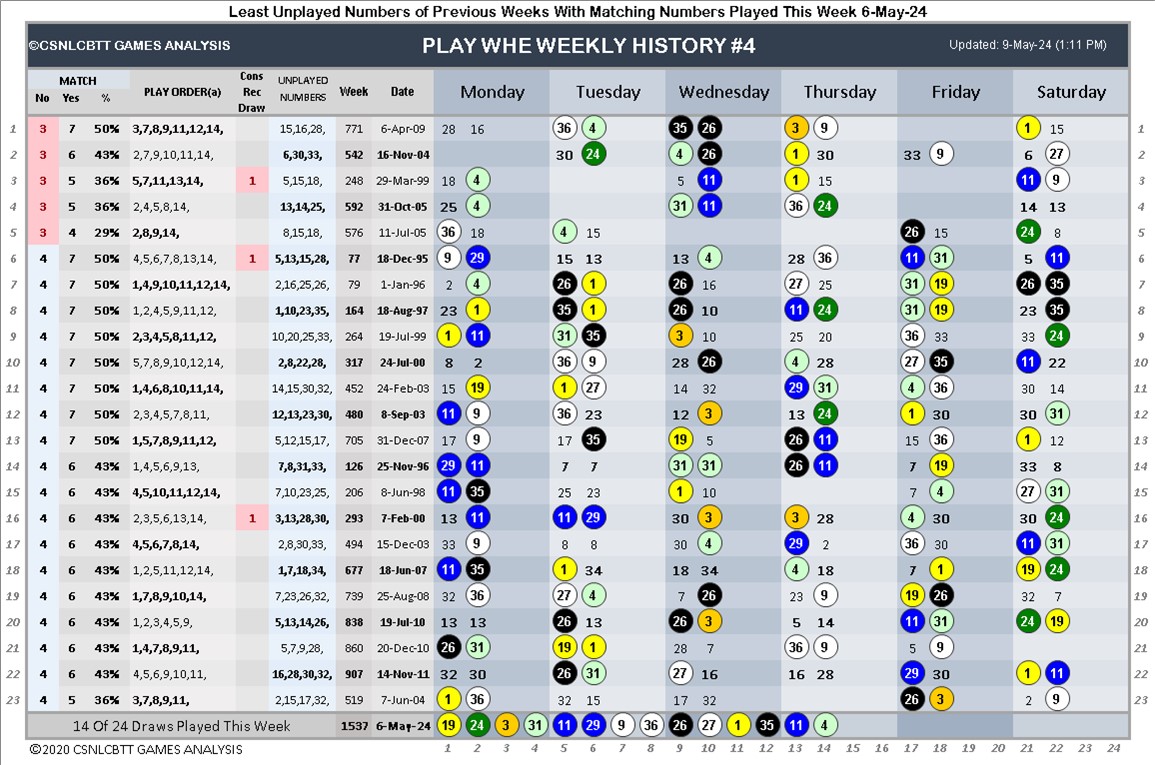 Least Unplayed Numbers of Previous Weeks With Matching Numbers Played This Week 6-May-24
©CSNLCBTT GAMES ANALYSIS PLAY WHE WEEKLY HISTORY #4 Updated: 9-May-24 (1:11 PM)
MATCH Cons UNPLAYED
No Yes % PLAY ORDER(a) Rec NUMBERS Week Date Monday Tuesday Wednesday Thursday Friday Saturday
Draw
1 3 7 50% 3,7,8,9,11,12,14, 15,16,28, 771 6-Apr-09 28 16 36 4 35 26 3 9 1 15 1
2 3 6 43% 2,7,9,10,11,14, 6,30,33, 542 16-Nov-04 30 24 4 26 1 30 33 9 6 27 2
3 3 5 36% 5,7,11,13,14, 1 5,15,18, 248 29-Mar-99 18 4 5 11 1 15 11 9 3
4 3 5 36% 2,4,5,8,14, 13,14,25, 592 31-Oct-05 25 4 31 11 36 24 14 13 4
5 3 4 29% 2,8,9,14, 8,15,18, 576 11-Jul-05 36 18 4 15 26 15 24 8 5
6 4 7 50% 4,5,6,7,8,13,14, 1 5,13,15,28, 77 18-Dec-95 9 29 15 13 13 4 28 36 11 31 5 11 6
7 4 7 50% 1,4,9,10,11,12,14, 2,16,25,26, 79 1-Jan-96 2 4 26 1 26 16 27 25 31 19 26 35 7
8 4 7 50% 1,2,4,5,9,11,12, 1,10,23,35, 164 18-Aug-97 23 1 35 1 26 10 11 24 31 19 23 35 8
9 4 7 50% 2,3,4,5,8,11,12, 10,20,25,33, 264 19-Jul-99 1 11 31 35 3 10 25 20 36 33 33 24 9
10 4 7 50% 5,7,8,9,10,12,14, 2,8,22,28, 317 24-Jul-00 8 2 36 9 28 26 4 28 27 35 11 22 10
11 4 7 50% 1,4,6,8,10,11,14, 14,15,30,32, 452 24-Feb-03 15 19 1 27 14 32 29 31 4 36 30 14 11
12 4 7 50% 2,3,4,5,7,8,11, 12,13,23,30, 480 8-Sep-03 11 9 36 23 12 3 13 24 1 30 30 31 12
13 4 7 50% 1,5,7,8,9,11,12, 5,12,15,17, 705 31-Dec-07 17 9 17 35 19 5 26 11 15 36 1 12 13
14 4 6 43% 1,4,5,6,9,13, 7,8,31,33, 126 25-Nov-96 29 11 7 7 31 31 26 11 7 19 33 8 14
15 4 6 43% 4,5,10,11,12,14, 7,10,23,25, 206 8-Jun-98 11 35 25 23 1 10 7 4 27 31 15
16 4 6 43% 2,3,5,6,13,14, 1 3,13,28,30, 293 7-Feb-00 13 11 11 29 30 3 3 28 4 30 30 24 16
17 4 6 43% 4,5,6,7,8,14, 2,8,30,33, 494 15-Dec-03 33 9 8 8 30 4 29 2 36 30 11 31 17
18 4 6 43% 1,2,5,11,12,14, 1,7,18,34, 677 18-Jun-07 11 35 1 34 18 34 4 18 7 1 19 24 18
19 4 6 43% 1,7,8,9,10,14, 7,23,26,32, 739 25-Aug-08 32 36 27 4 7 26 23 9 19 26 32 7 19
20 4 6 43% 1,2,3,4,5,9, 5,13,14,26, 838 19-Jul-10 13 13 26 13 26 3 5 14 11 31 24 19 20
21 4 6 43% 1,4,7,8,9,11, 5,7,9,28, 860 20-Dec-10 26 31 19 1 28 7 36 9 5 9 21
22 4 6 43% 4,5,6,9,10,11, 16,28,30,32, 907 14-Nov-11 32 30 26 31 27 16 16 28 29 30 1 11 22
23 4 5 36% 3,7,8,9,11, 2,15,17,32, 519 7-Jun-04 1 36 32 15 17 32 26 3 2 9 23
14 Of 24 Draws Played This Week 1537 6-May-24 19 24 3 31 11 29 9 36 26 27 1 35 11 4
©2020 CSNLCBTT GAMES ANALYSIS 1 2 3 4 5 6 7 8 9 10 11 12 13 14 15 16 17 18 19 20 21 22 23 24